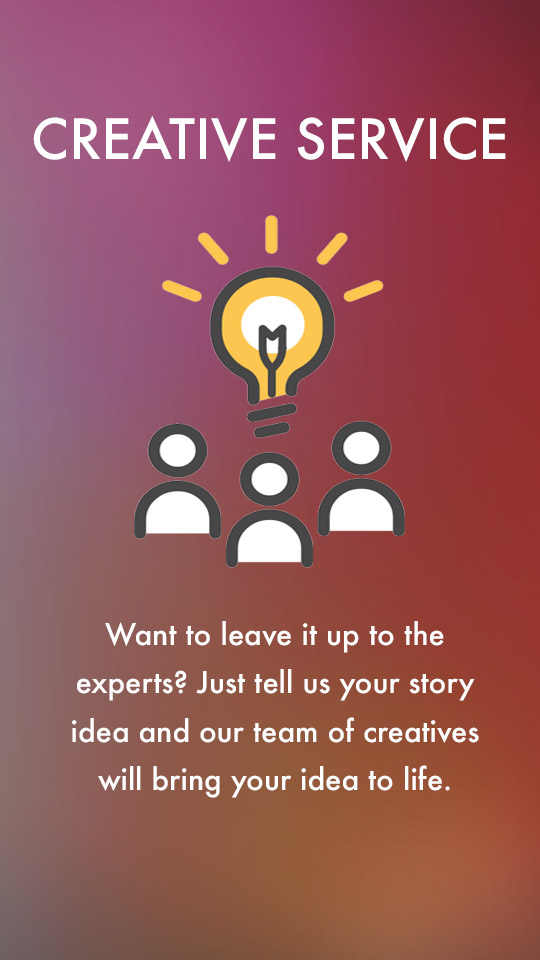 CREATIVE SERVICE
Want to leave it up to the
experts? Just tell us your story
idea and our team of creatives
will bring your idea to life.